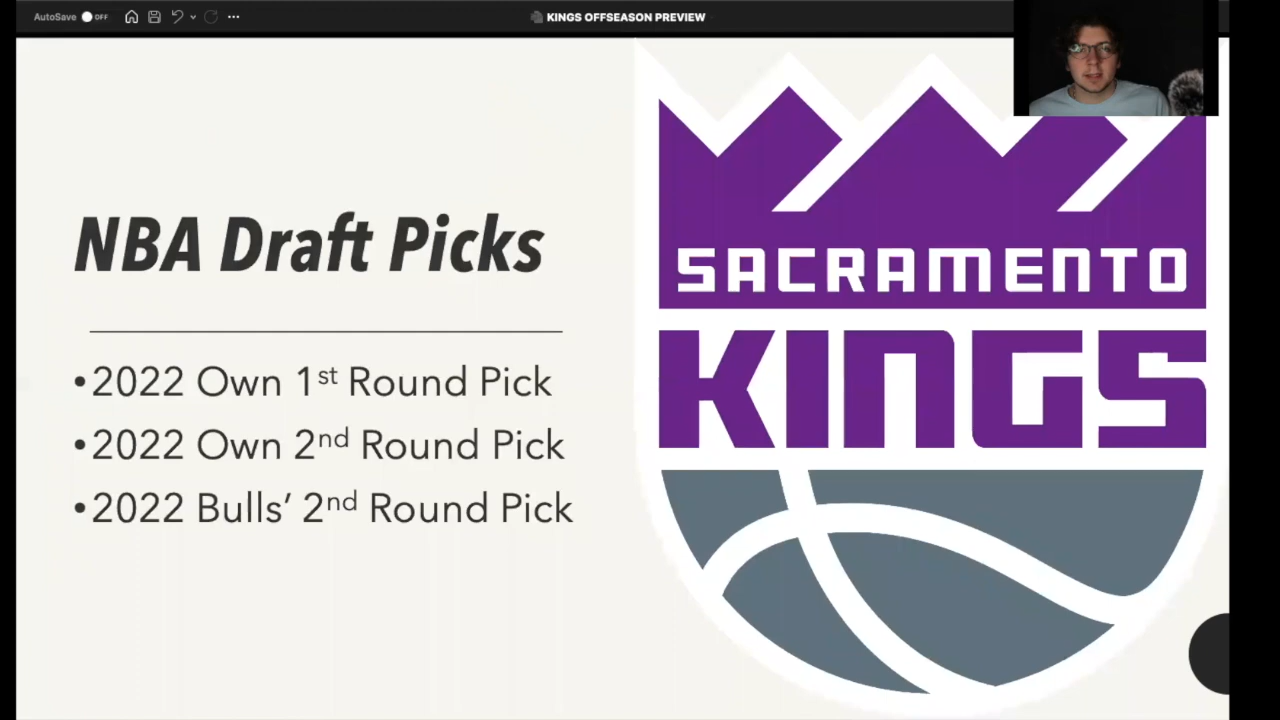 AutoSave OFF
KINGS OFFSEASON PREVIEW
NBA Draft Picks
•2022 Own 1st Round Pick
•2022 Own 2nd Round Pick
•2022 Bulls’ 2nd Round Pick
SACRAMENTO
KINGS